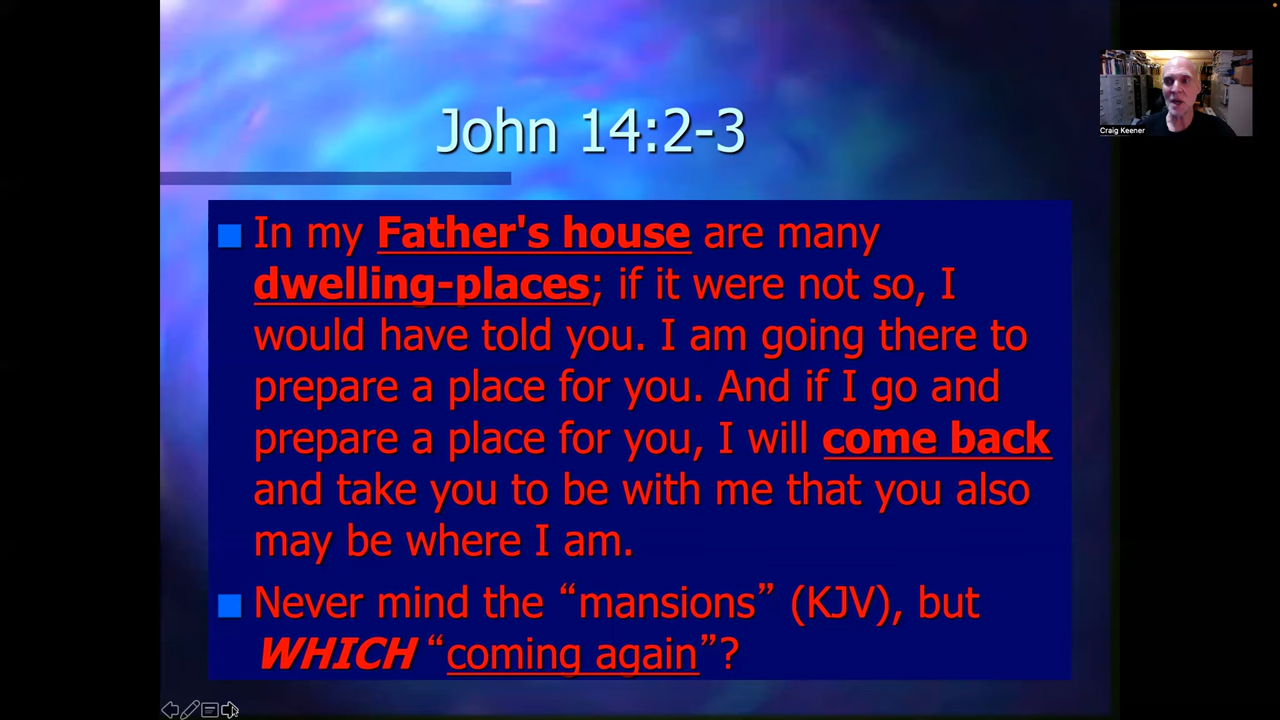 John 14:2-3
Craig Keener
In my Father's house are many
dwelling-places; if it were not so, I
would have told you. I am going there to
prepare a place for you. And if I go and
prepare a place for you, I will come back
and take you to be with me that you also
may be where I am.
Never mind the “mansions” (KJV), but
WHICH “coming again”?